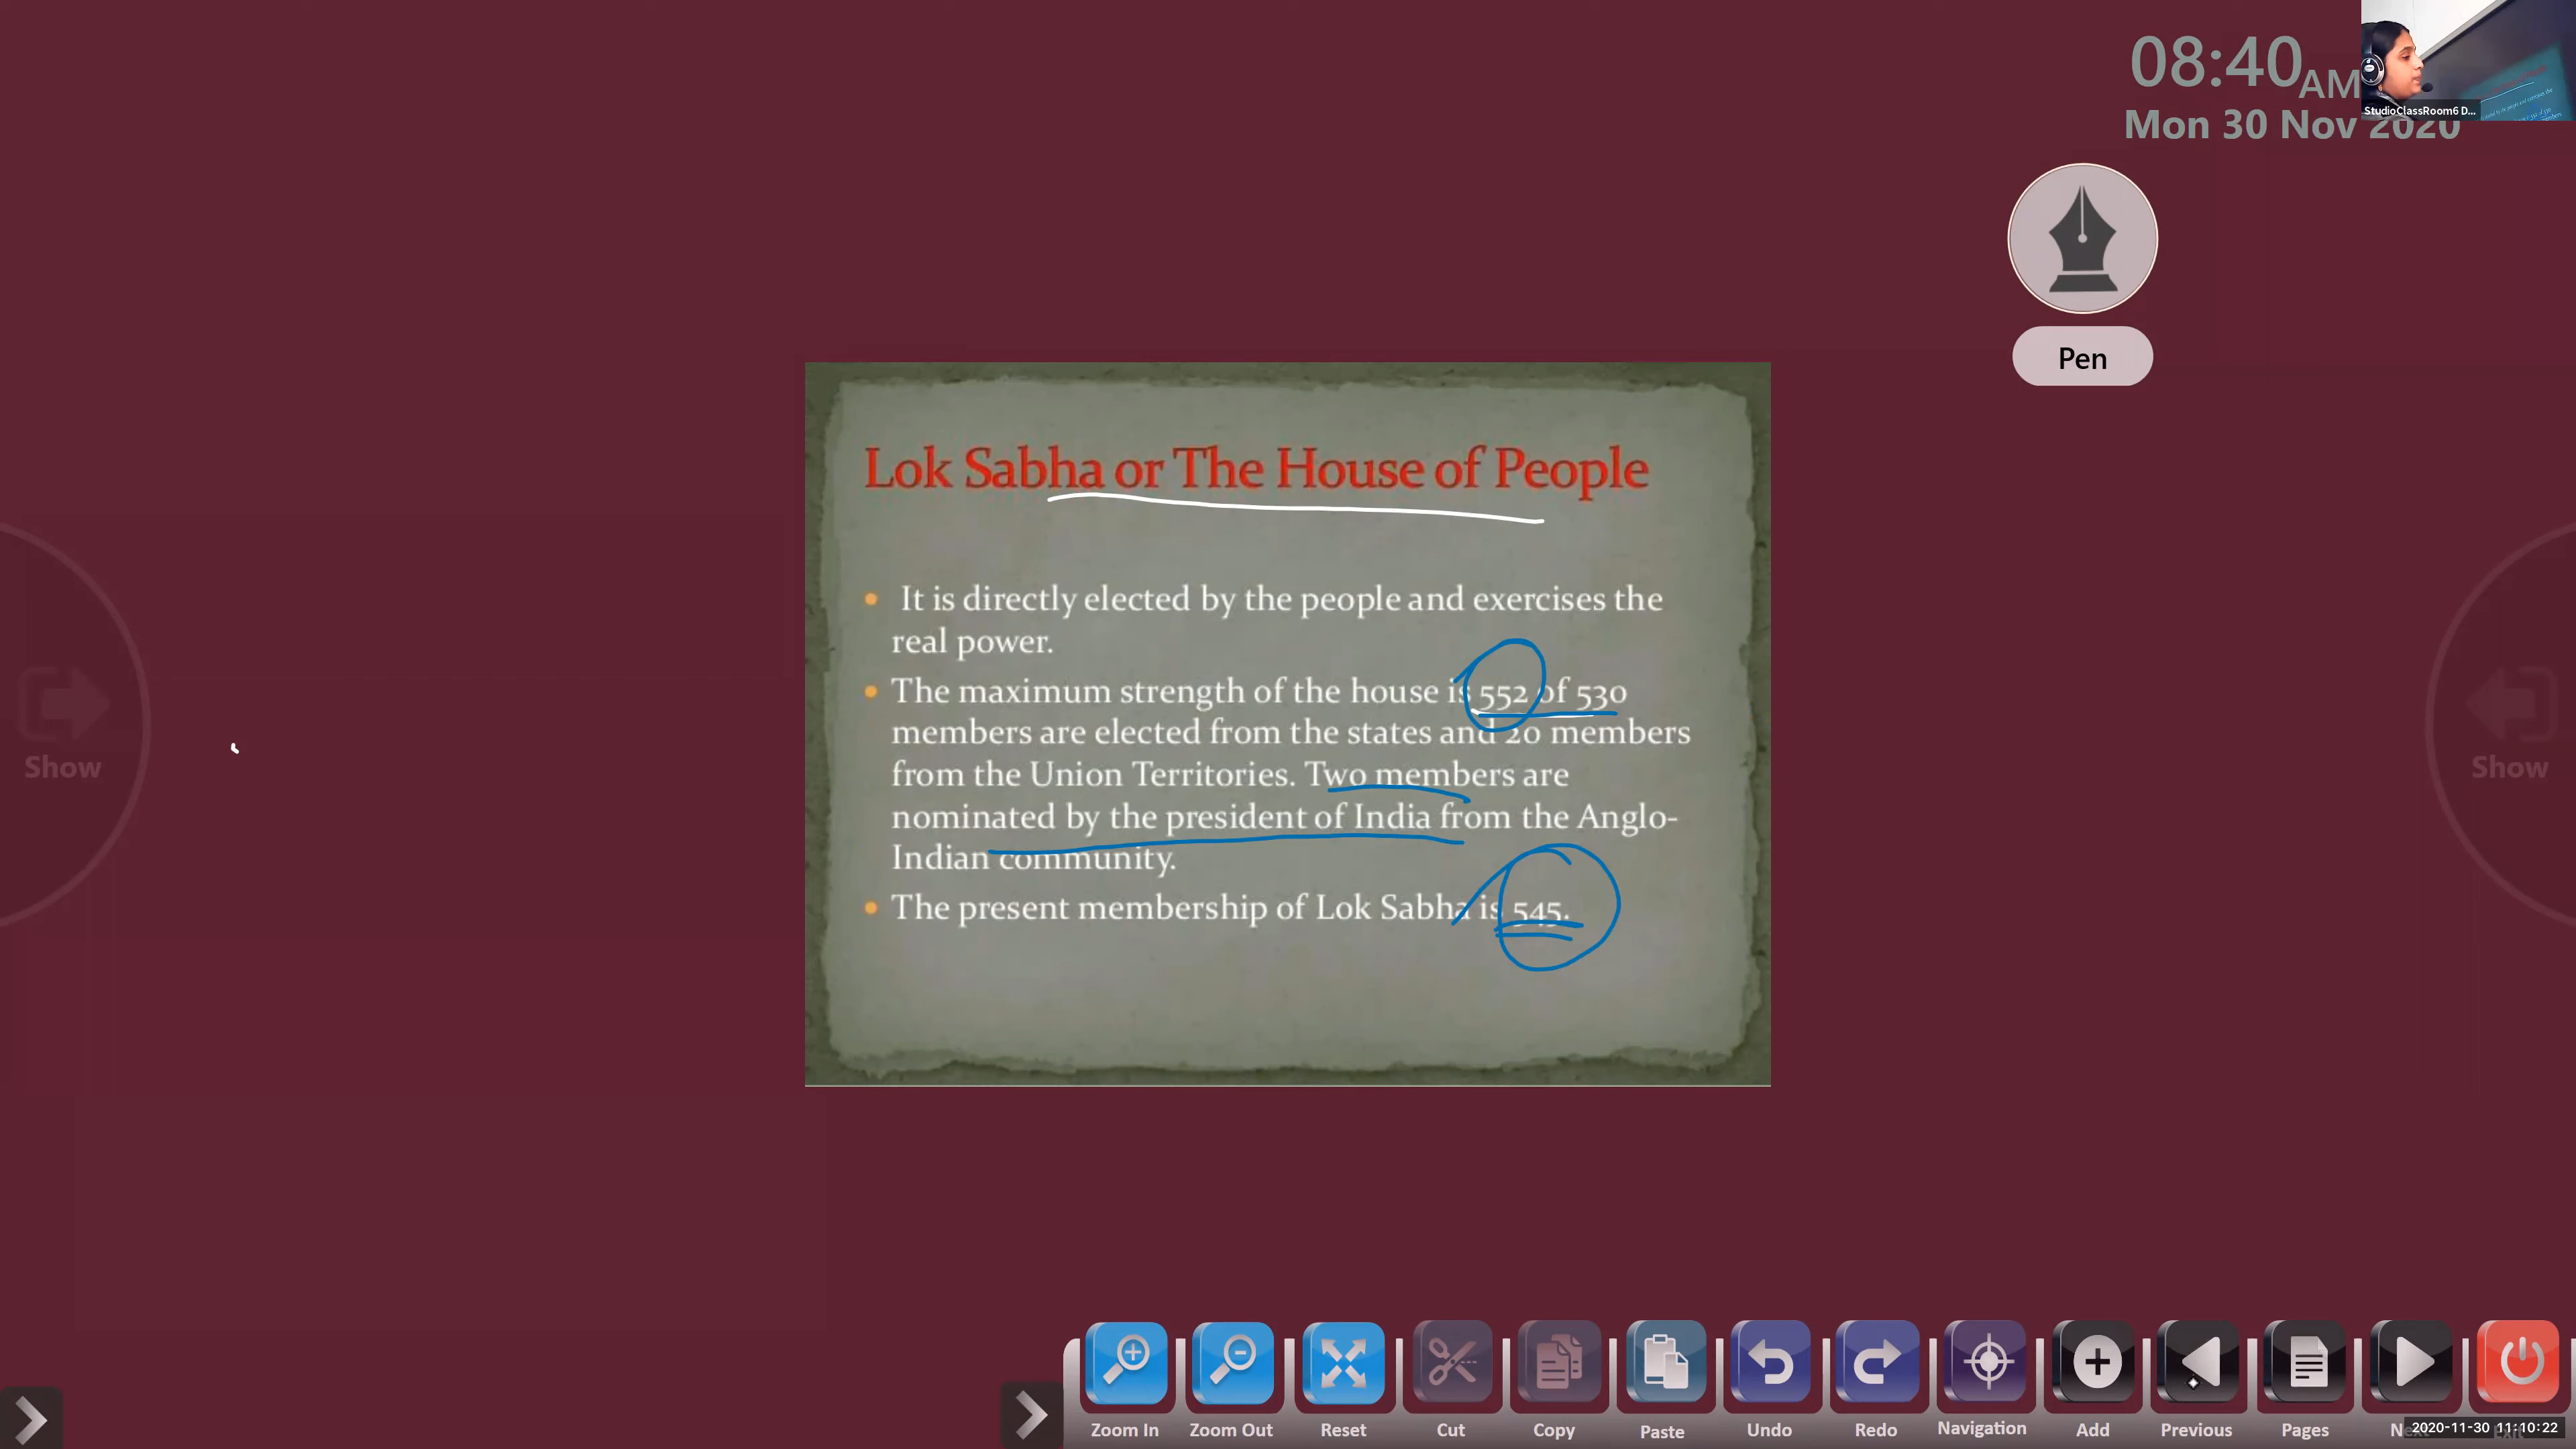 08:40 AM
StudioClassRoom6 D...
Mon 30 Nov 2020
Pen
Lok Sabha or The House of People
• It is directly elected by the people and exercises the
real power.
• The maximum strength of the house is 552 of 530
members are elected from the states and 20 members
from the Union Territories. Two members are
nominated by the president of India from the Anglo-
Indian community.
• The present membership of Lok Sabha is 545.
Show
Show
Zoom In Zoom Out Reset Cut Copy Paste Undo Redo Navigation Add Previous Pages
2020-11-30 11:10:22